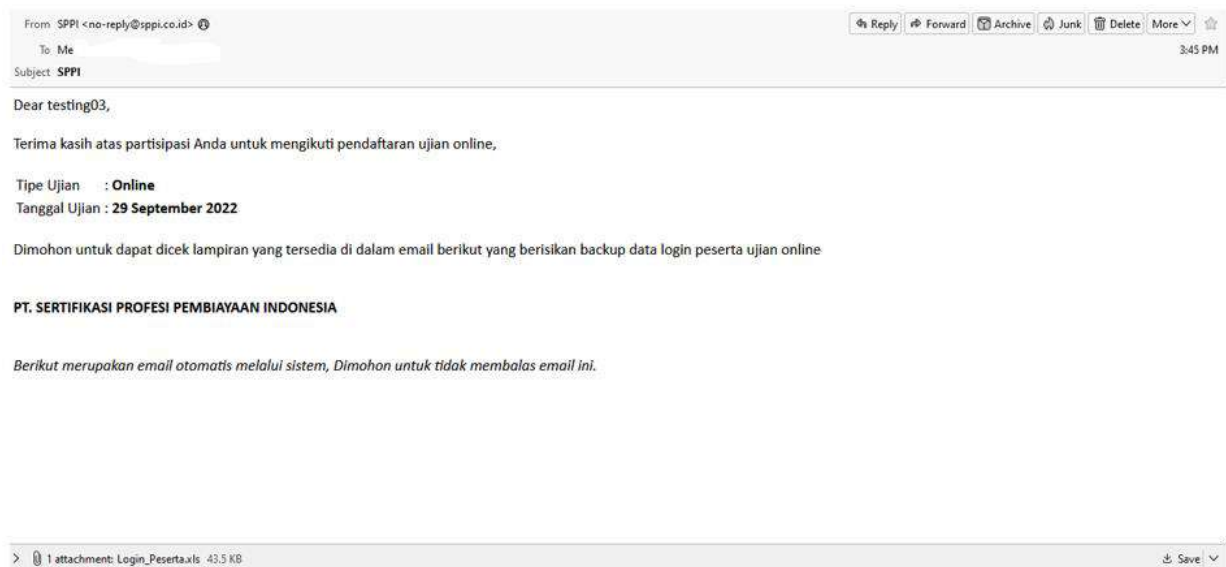 From SPPI <no-reply@sppi.co.id>
Reply Forward Archive Junk Delete More
To Me
3:45 PM
Subject SPPI
Dear testing03,
Terima kasih atas partisipasi Anda untuk mengikuti pendaftaran ujian online,
Tipe Ujian : Online
Tanggal Ujian : 29 September 2022
Dimohon untuk dapat dicek lampiran yang tersedia di dalam email berikut yang berisikan backup data login peserta ujian online
PT. SERTIFIKASI PROFESI PEMBIAYAAN INDONESIA
Berikut merupakan email otomatis melalui sistem, Dimohon untuk tidak membalas email ini.
1 attachment: Login_Peserta.xls 43.5 KB
Save